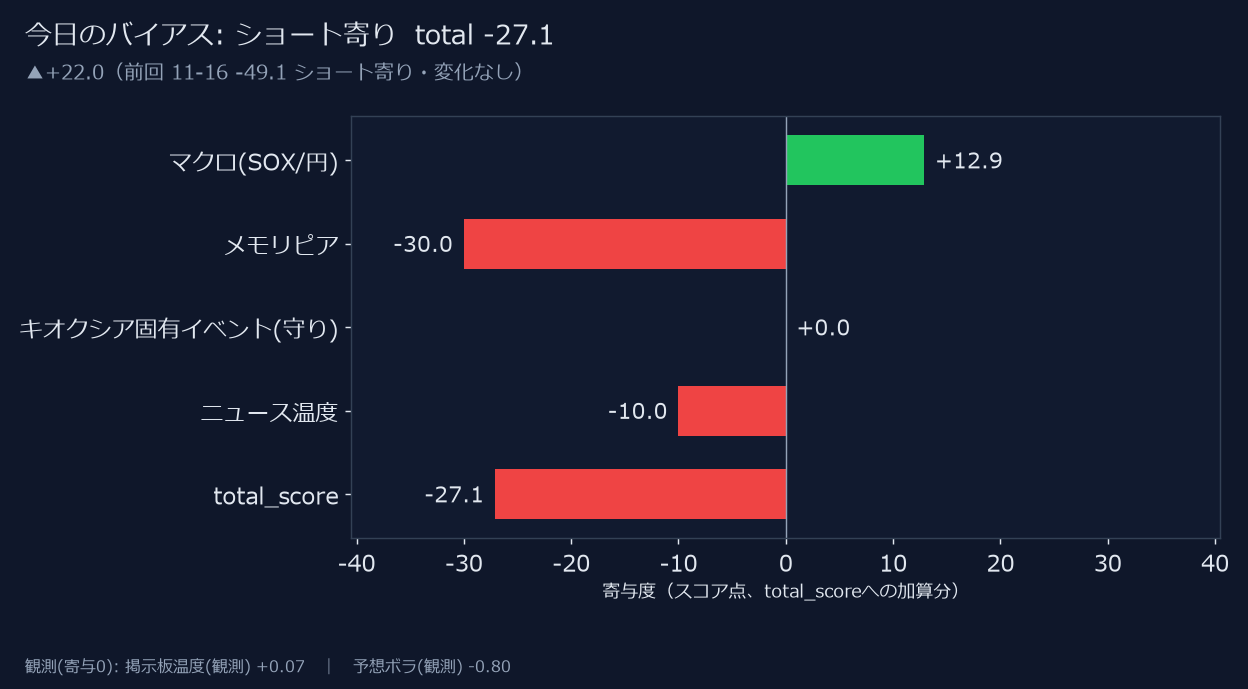 今日のバイアス: ショート寄り  total -27.1
▲+22.0（前回 11-16 -49.1 ショート寄り・変化なし）
マクロ(SOX/円)
+12.9
メモリピア
-30.0
キオクシア固有イベント(守り)
+0.0
ニュース温度
-10.0
total_score
-27.1
-40 -30 -20 -10 0 10 20 30 40
寄与度（スコア点、total_scoreへの加算分）
観測(寄与0): 掲示板温度(観測) +0.07 ｜ 予想ボラ(観測) -0.80